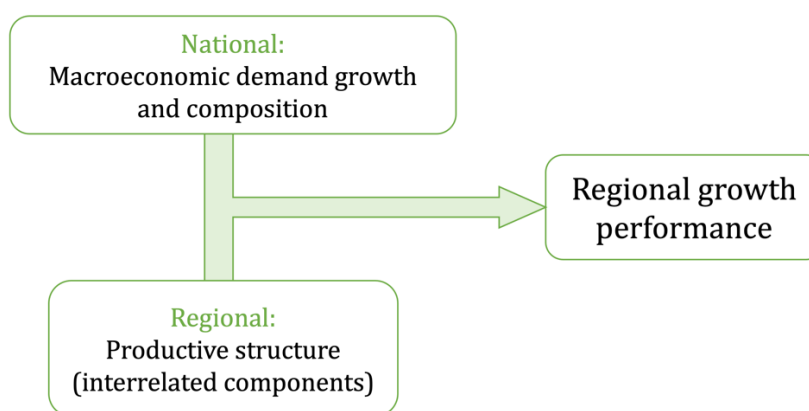 National:
Macroeconomic demand growth
and composition
Regional growth
performance
Regional:
Productive structure
(interrelated components)